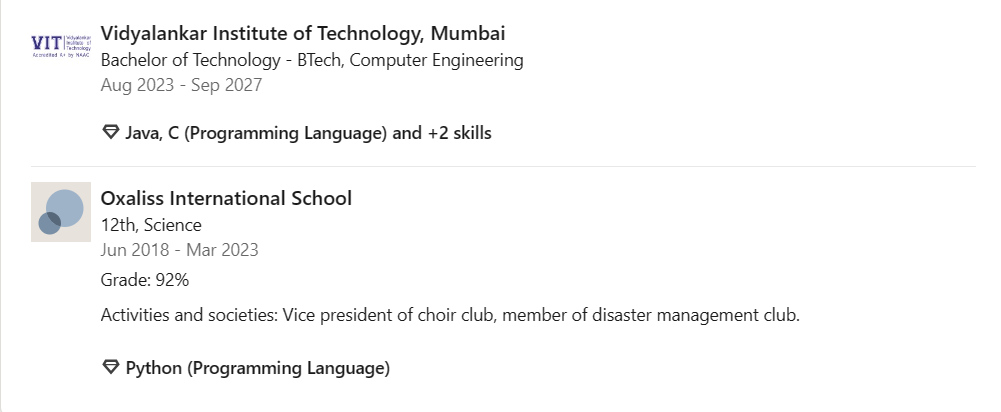 VIT Vidyalankar Institute of Technology
Accredited A+ by NAAC
Vidyalankar Institute of Technology, Mumbai
Bachelor of Technology - BTech, Computer Engineering
Aug 2023 - Sep 2027
Java, C (Programming Language) and +2 skills
Oxaliss International School
12th, Science
Jun 2018 - Mar 2023
Grade: 92%
Activities and societies: Vice president of choir club, member of disaster management club.
Python (Programming Language)